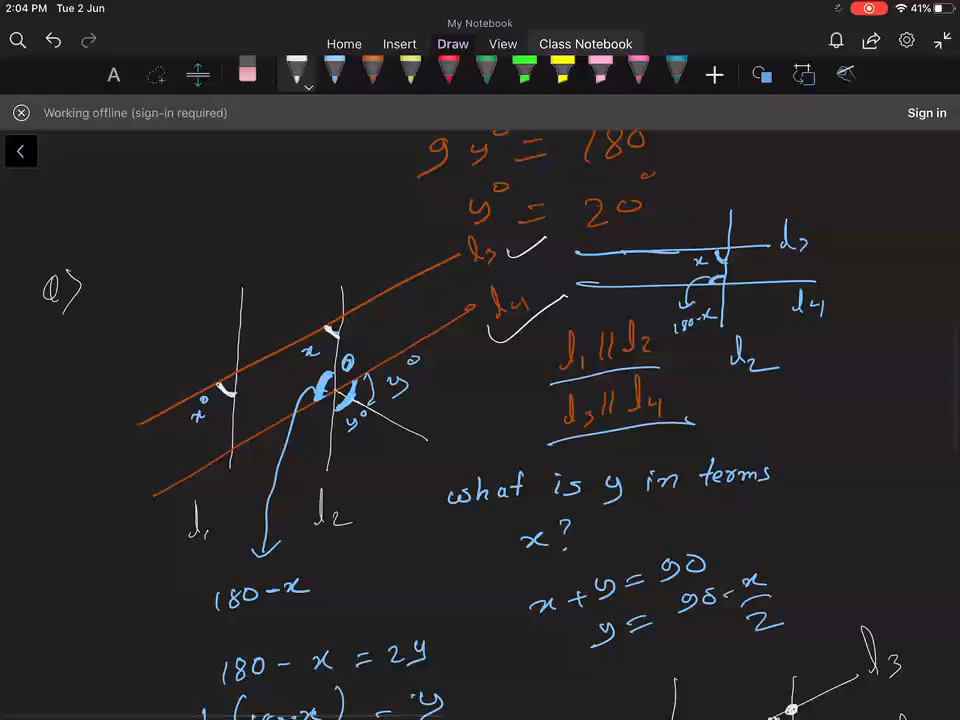 2:04 PM Tue 2 Jun
41%
My Notebook
Home Insert Draw View Class Notebook
A
Working offline (sign-in required)
Sign in
9y° = 180
y° = 20°
Q)
l3
l4
x
x°
y°
y°
l1
l2
180-x
l3
x
180-x
l4
l2
l1 || l2
l3 || l4
what is y in terms
x?
x + y = 90
y = 90 - x/2
180 - x = 2y
= y
l3